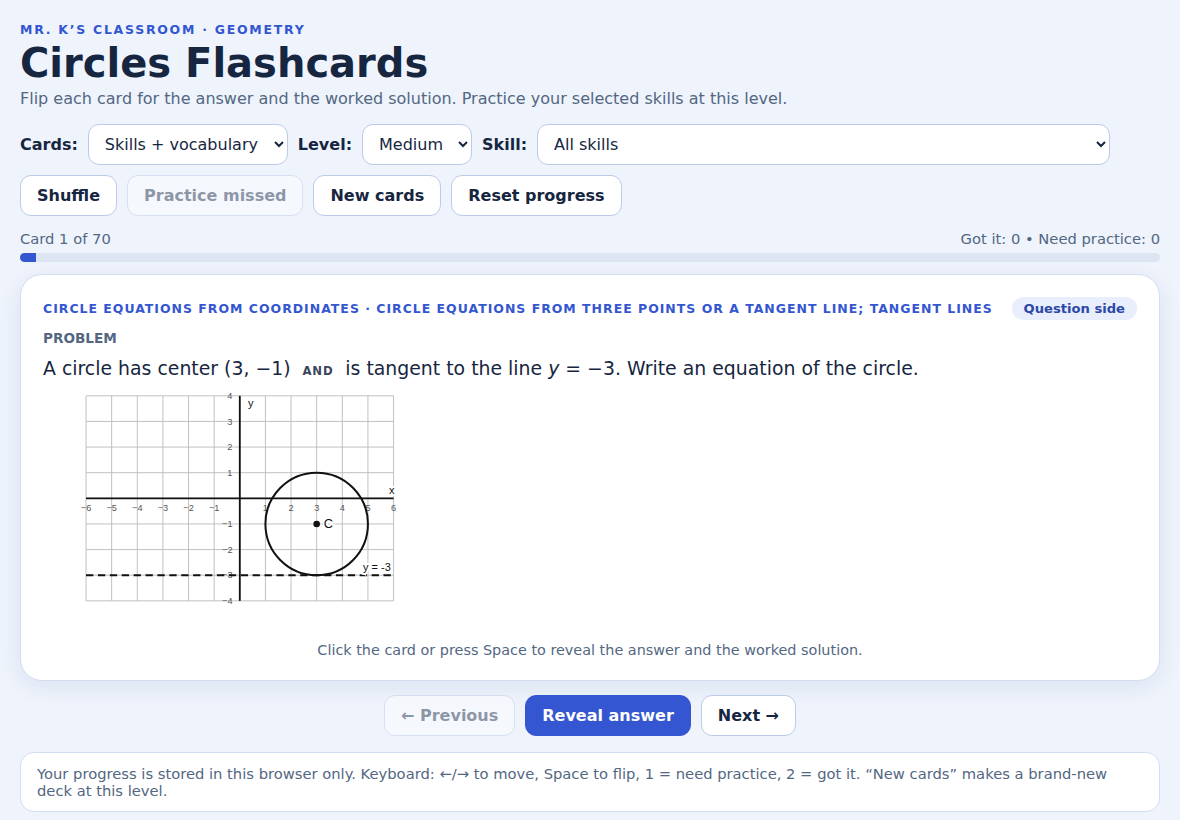 MR. K’S CLASSROOM · GEOMETRY
Circles Flashcards
Flip each card for the answer and the worked solution. Practice your selected skills at this level.
Cards: Skills + vocabulary Level: Medium Skill: All skills
Shuffle Practice missed New cards Reset progress
Card 1 of 70 Got it: 0 • Need practice: 0
CIRCLE EQUATIONS FROM COORDINATES · CIRCLE EQUATIONS FROM THREE POINTS OR A TANGENT LINE; TANGENT LINES Question side
PROBLEM
A circle has center (3, −1) AND is tangent to the line y = −3. Write an equation of the circle.
4
y
3
2
1
x
−6 −5 −4 −3 −2 −1 1 2 3 4 5 6
−1 C
−2
y = -3
−3
−4
Click the card or press Space to reveal the answer and the worked solution.
← Previous Reveal answer Next →
Your progress is stored in this browser only. Keyboard: ←/→ to move, Space to flip, 1 = need practice, 2 = got it. “New cards” makes a brand-new
deck at this level.